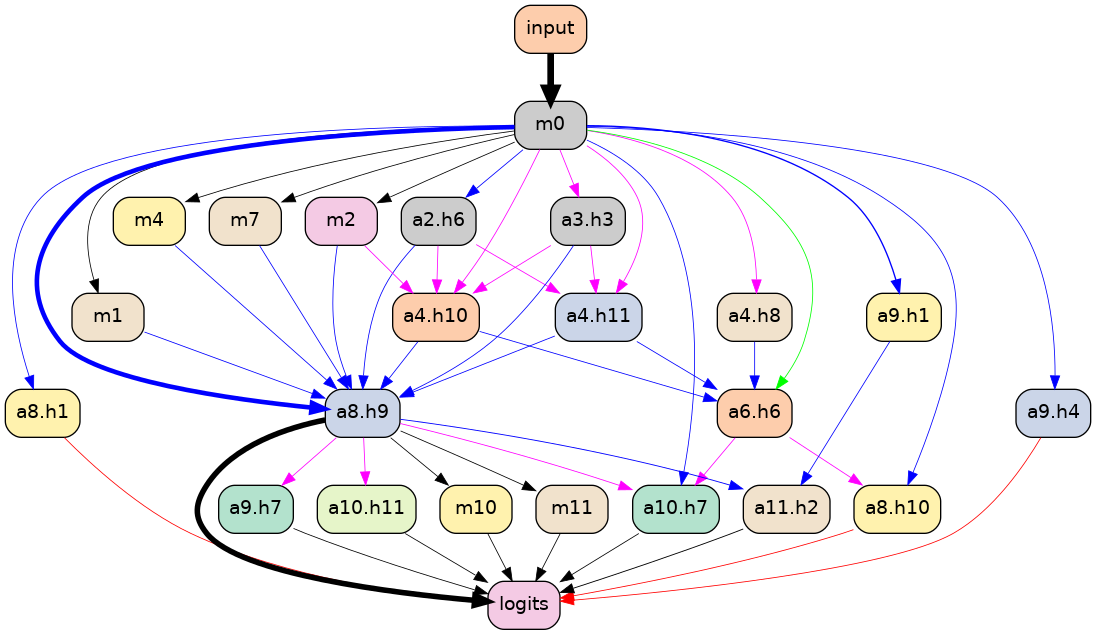 input
m0
m4
m7
m2
a2.h6
a3.h3
m1
a4.h10
a4.h11
a4.h8
a9.h1
a8.h1
a8.h9
a6.h6
a9.h4
a9.h7
a10.h11
m10
m11
a10.h7
a11.h2
a8.h10
logits